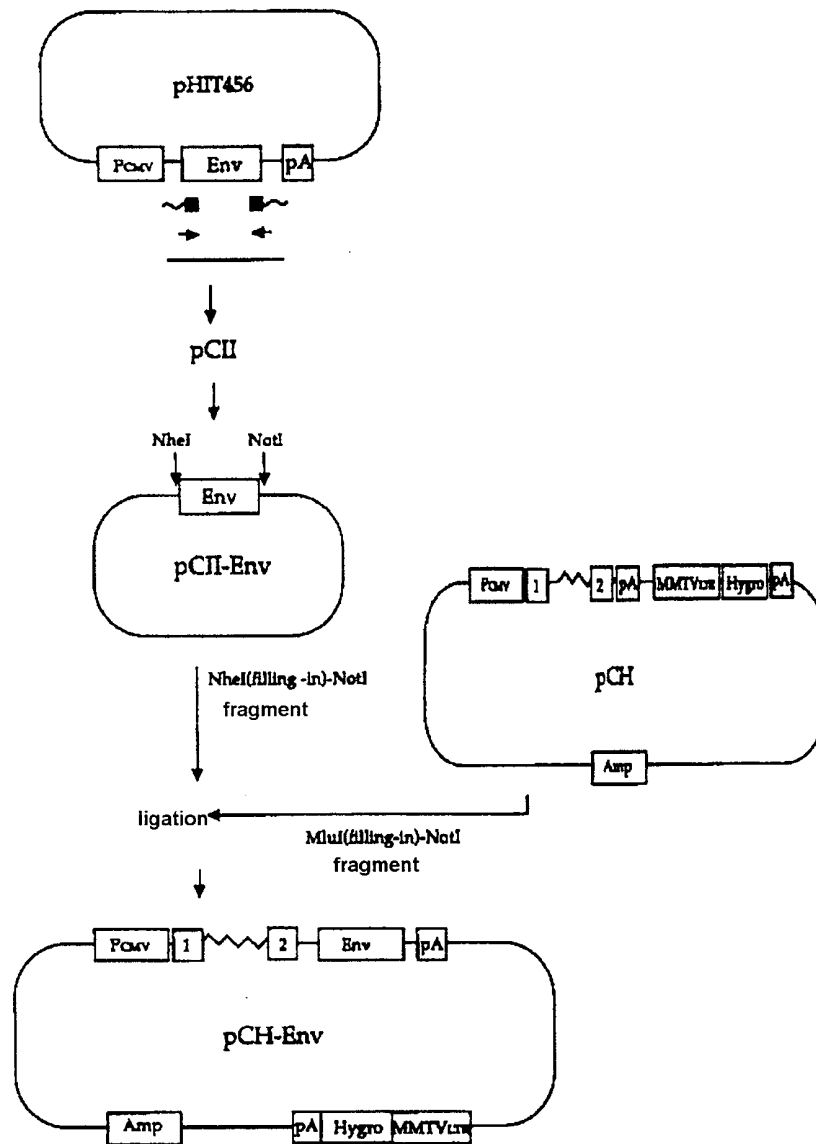 pHIT456
PCMV Env pA
pCII
NheI NotI
Env
pCII-Env
PCMV 1 2 pA MMTVLTR Hygro pA
pCH
Amp
NheI(filling -in)-NotI
fragment
ligation
MluI(filling-in)-NotI
fragment
PCMV 1 2 Env pA
pCH-Env
Amp pA Hygro MMTVLTR